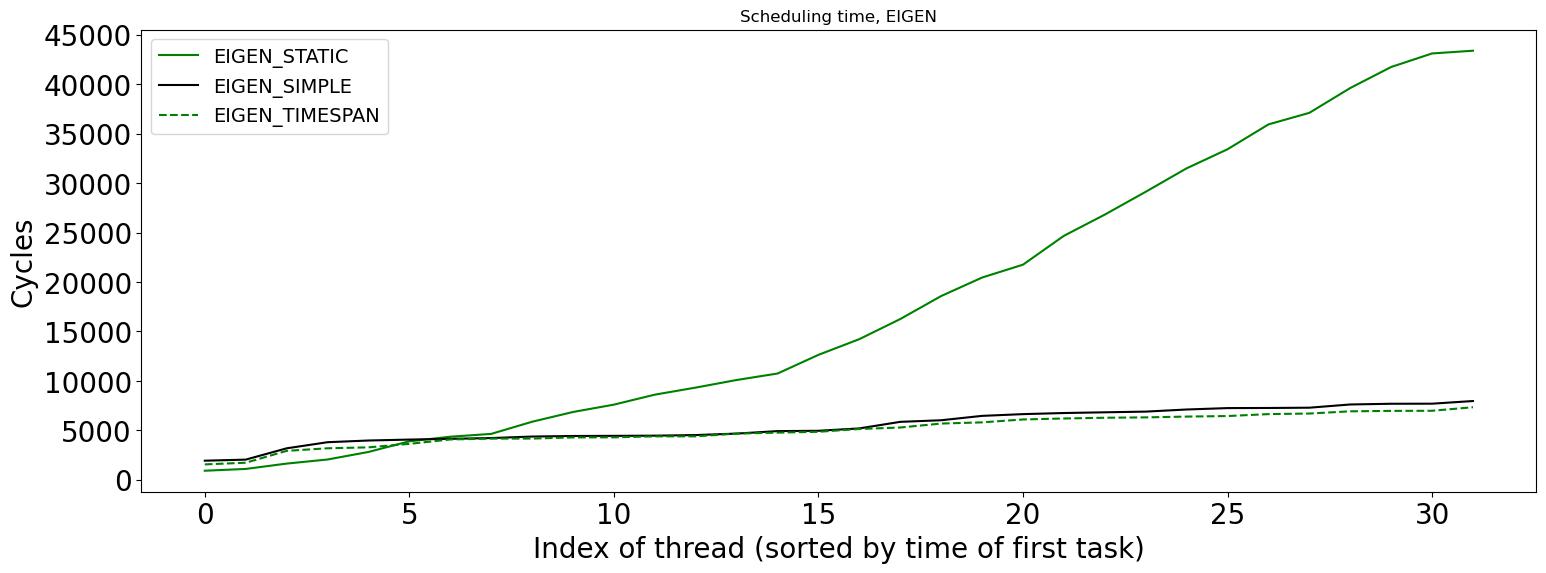 Scheduling time, EIGEN
EIGEN_STATIC
EIGEN_SIMPLE
EIGEN_TIMESPAN
45000
40000
35000
30000
25000
20000
15000
10000
5000
0
Cycles
0 5 10 15 20 25 30
Index of thread (sorted by time of first task)